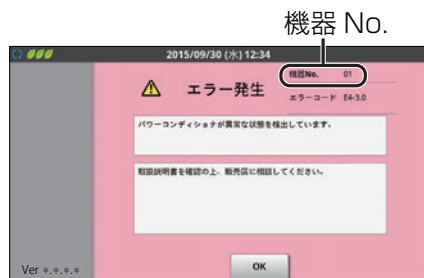 機器 No.
2015/09/30 (水) 12:34
機器No. 01
エラー発生
エラーコード E4-3.0
パワーコンディショナが異常な状態を検出しています。
取扱説明書を確認の上、販売店に相談してください。
Ver *.*.*.*
OK